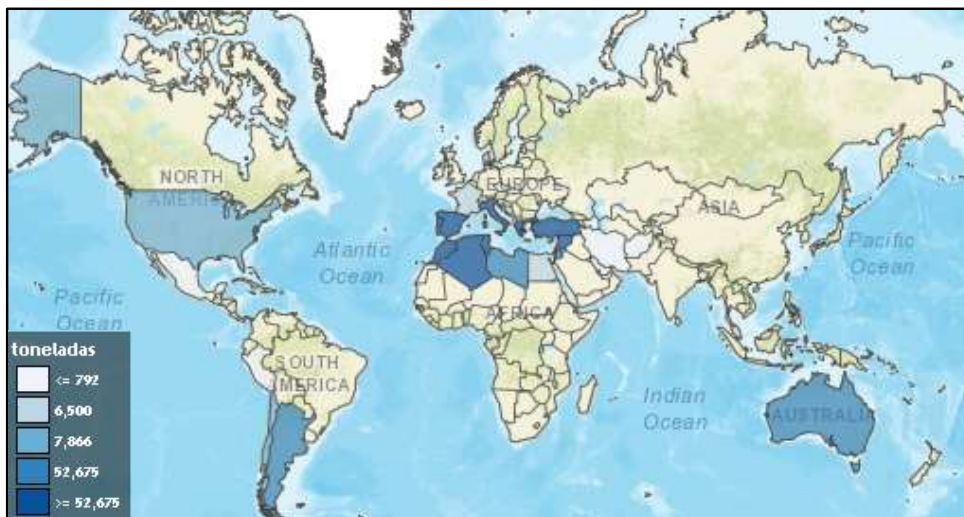 NORTH
AMERICA
EUROPE
ASIA
Atlantic
Ocean
Pacific
Ocean
Pacific
Ocean
AFRICA
SOUTH
AMERICA
Indian
Ocean
AUSTRALIA
toneladas
<= 792
6,500
7,866
52,675
>= 52,675